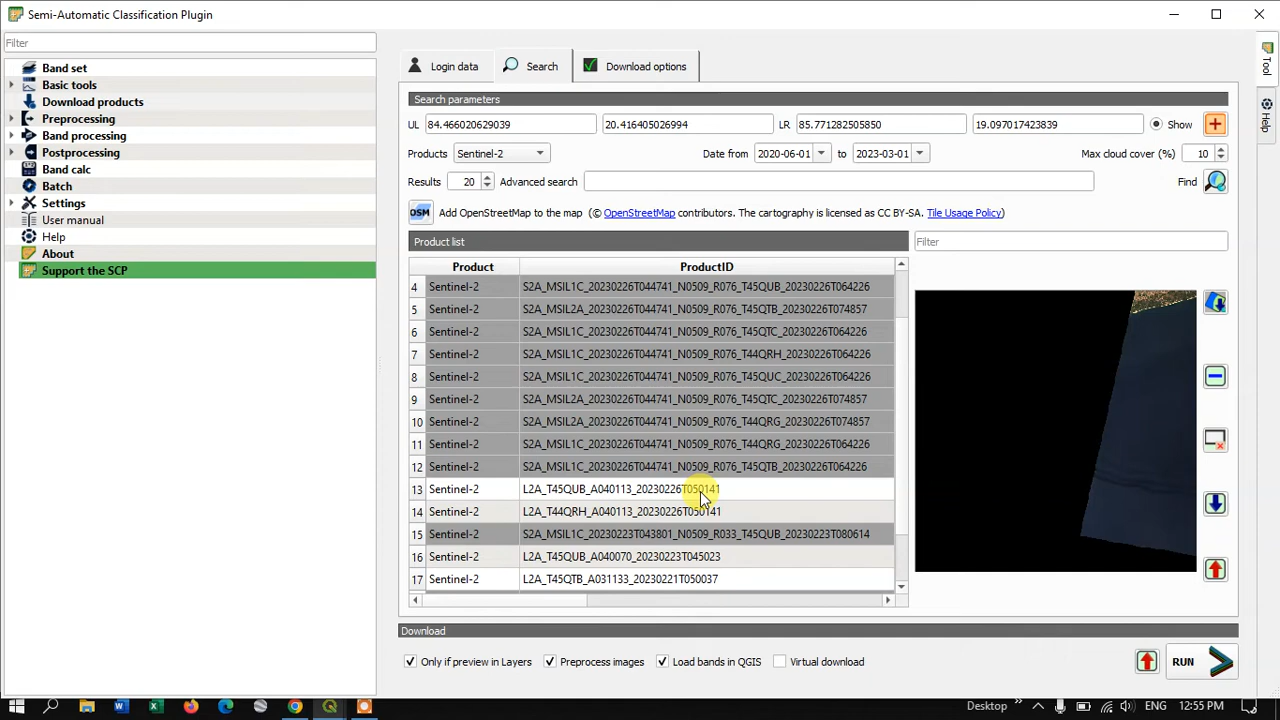 Semi-Automatic Classification Plugin
Filter
Band set
Basic tools
Download products
Preprocessing
Band processing
Postprocessing
Band calc
Batch
Settings
User manual
Help
About
Support the SCP
Login data
Search
Download options
Search parameters
UL 84.466020629039 20.416405026994 LR 85.771282505850 19.097017423839 Show
Products Sentinel-2 Date from 2020-06-01 to 2023-03-01 Max cloud cover (%) 10
Results 20 Advanced search Find
OSM Add OpenStreetMap to the map (© OpenStreetMap contributors. The cartography is licensed as CC BY-SA. Tile Usage Policy)
Product list
Filter
Product ProductID
4 Sentinel-2 S2A_MSIL1C_20230226T044741_N0509_R076_T45QUB_20230226T064226
5 Sentinel-2 S2A_MSIL2A_20230226T044741_N0509_R076_T45QTB_20230226T074857
6 Sentinel-2 S2A_MSIL1C_20230226T044741_N0509_R076_T45QTC_20230226T064226
7 Sentinel-2 S2A_MSIL1C_20230226T044741_N0509_R076_T44QRH_20230226T064226
8 Sentinel-2 S2A_MSIL1C_20230226T044741_N0509_R076_T45QUC_20230226T064226
9 Sentinel-2 S2A_MSIL2A_20230226T044741_N0509_R076_T45QTC_20230226T074857
10 Sentinel-2 S2A_MSIL2A_20230226T044741_N0509_R076_T44QRG_20230226T074857
11 Sentinel-2 S2A_MSIL1C_20230226T044741_N0509_R076_T44QRG_20230226T064226
12 Sentinel-2 S2A_MSIL1C_20230226T044741_N0509_R076_T45QTB_20230226T064226
13 Sentinel-2 L2A_T45QUB_A040113_20230226T050141
14 Sentinel-2 L2A_T44QRH_A040113_20230226T050141
15 Sentinel-2 S2A_MSIL1C_20230223T043801_N0509_R033_T45QUB_20230223T080614
16 Sentinel-2 L2A_T45QUB_A040070_20230223T045023
17 Sentinel-2 L2A_T45QTB_A031133_20230221T050037
Download
Only if preview in Layers
Preprocess images
Load bands in QGIS
Virtual download
RUN
Tool
Help
Desktop
ENG
12:55 PM